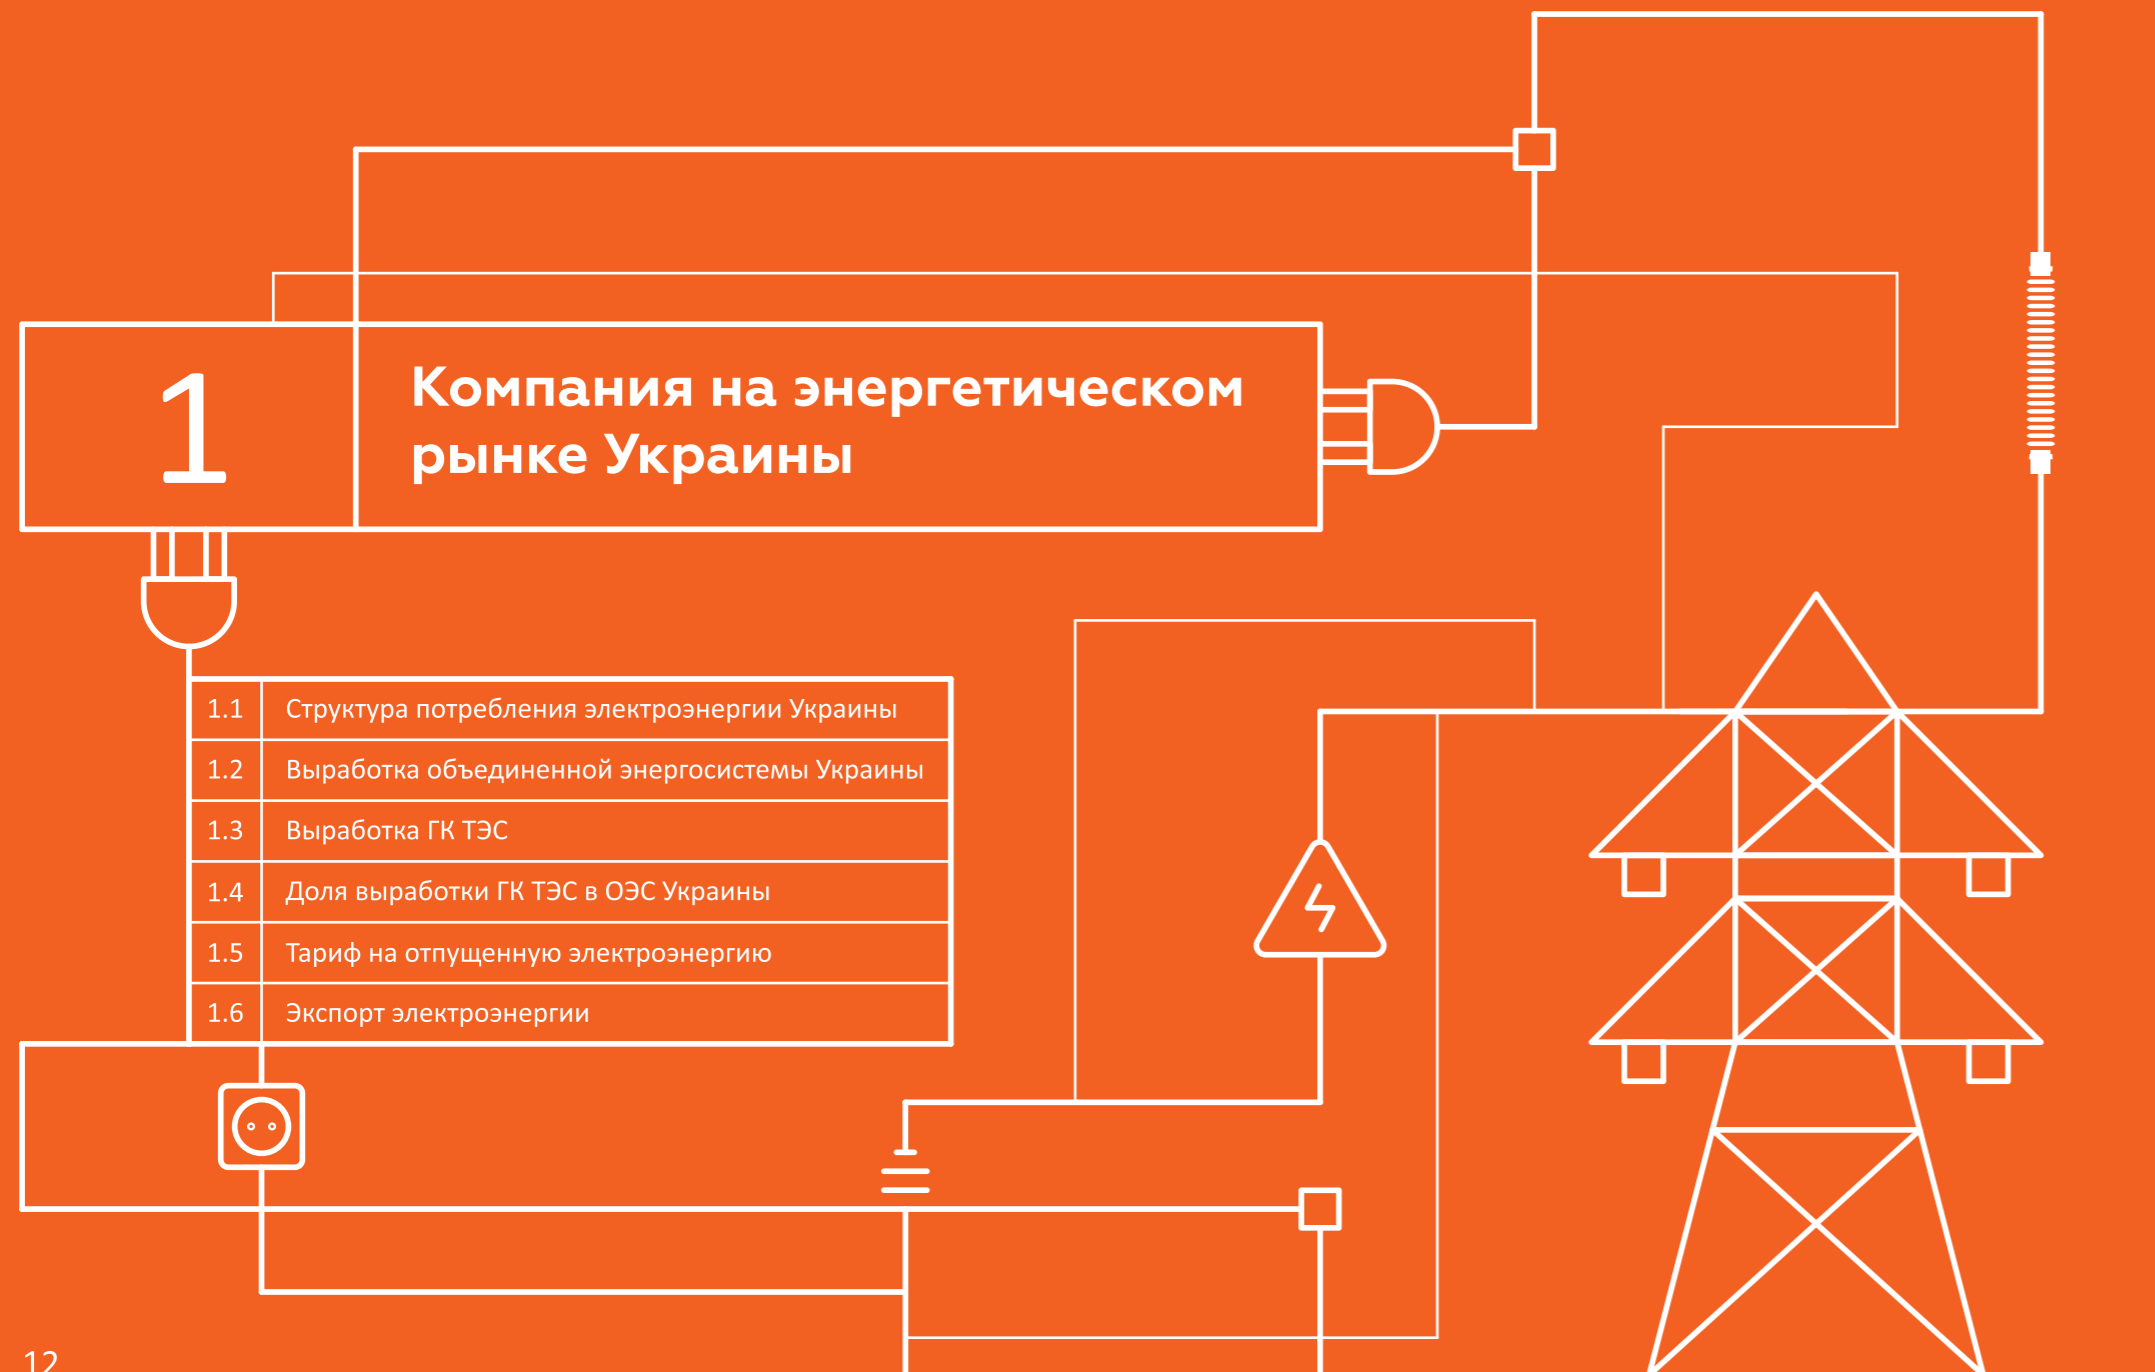 1
Компания на энергетическом
рынке Украины
1.1 Структура потребления электроэнергии Украины
1.2 Выработка объединенной энергосистемы Украины
1.3 Выработка ГК ТЭС
1.4 Доля выработки ГК ТЭС в ОЭС Украины
1.5 Тариф на отпущенную электроэнергию
1.6 Экспорт электроэнергии
12